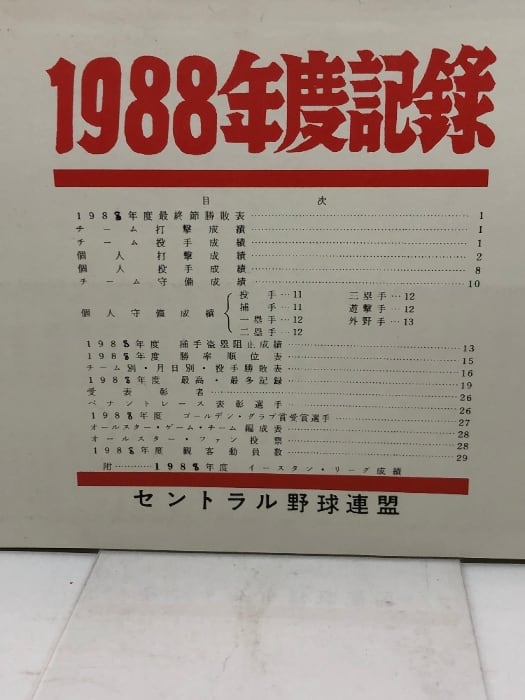 1988年度記録
目次
1988年度最終節勝敗表 1
チーム打撃成績 1
チーム投手成績 1
個人打撃成績 2
個人投手成績 8
チーム守備成績 10
個人守備成績
投手…11 三塁手…12
捕手…11 遊撃手…12
一塁手…12 外野手…13
二塁手…12
1988年度 捕手盗塁阻止成績 13
1988年度 勝率順位表 15
チーム別・月目別・投手勝敗表 16
1988年度 最高・最多記録 19
受表彰者 26
ペナントレース表彰選手 26
1988年度 ゴールデン・グラブ賞受賞選手 27
オールスター・ゲーム・チーム編成表 28
オールスター・ファン投票 28
1988年度 観客動員数 29
附…………1988年度 イースタン・リーグ成績
セントラル野球連盟